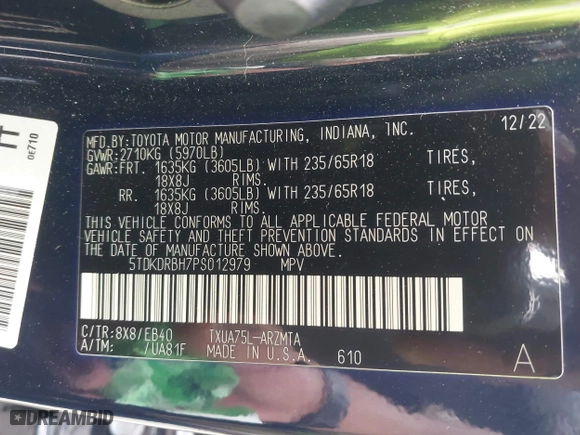 12/22
MFD.BY:TOYOTA MOTOR MANUFACTURING, INDIANA, INC.
GVWR:2710KG (5970LB)
GAWR:FRT. 1635KG (3605LB) WITH 235/65R18 TIRES,
18X8J RIMS.
RR. 1635KG (3605LB) WITH 235/65R18 TIRES,
18X8J RIMS.
THIS VEHICLE CONFORMS TO ALL APPLICABLE FEDERAL MOTOR
VEHICLE SAFETY AND THEFT PREVENTION STANDARDS IN EFFECT ON
THE DATE OF MANUFACTURE SHOWN ABOVE.
5TDKDRBH7PS012979 MPV
C/TR:8X8/EB40 TXUA75L-ARZMTA
A/TM: /UA81F MADE IN U.S.A. 610
A
0E710
H
DREAMBID